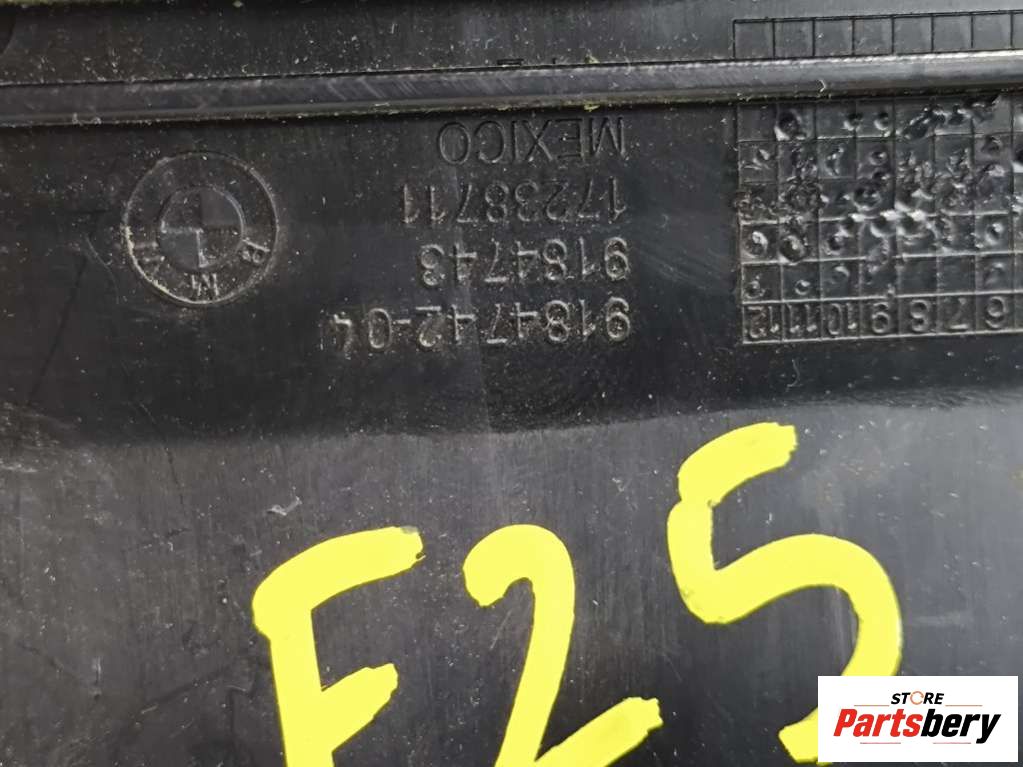 9184742-04
9184743
17238711
MEXICO
BMW
6 7 8 9 10 11 12
F25
STORE
Partsbery